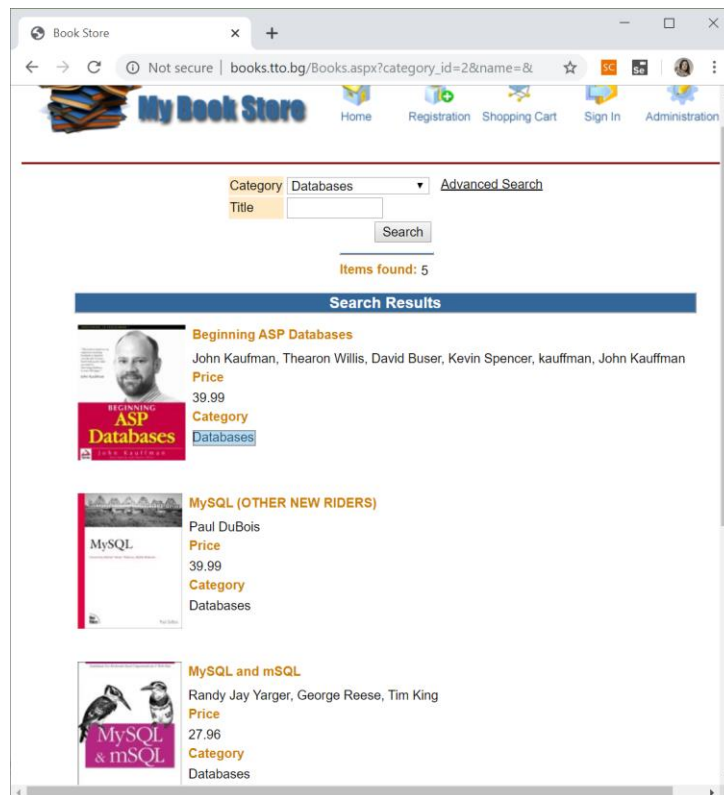 Book Store
Not secure | books.tto.bg/Books.aspx?category_id=2&name=&
SC
Se
My Book Store
Home Registration Shopping Cart Sign In Administration
Category Databases Advanced Search
Title
Search
Items found: 5
Search Results
Beginning ASP Databases
John Kaufman, Thearon Willis, David Buser, Kevin Spencer, kauffman, John Kauffman
Price
39.99
Category
Databases
BEGINNING
ASP
Databases
John Kauffman
MySQL (OTHER NEW RIDERS)
Paul DuBois
Price
39.99
Category
Databases
MySQL
Paul DuBois
MySQL and mSQL
Randy Jay Yarger, George Reese, Tim King
Price
27.96
Category
Databases
MySQL
& mSQL